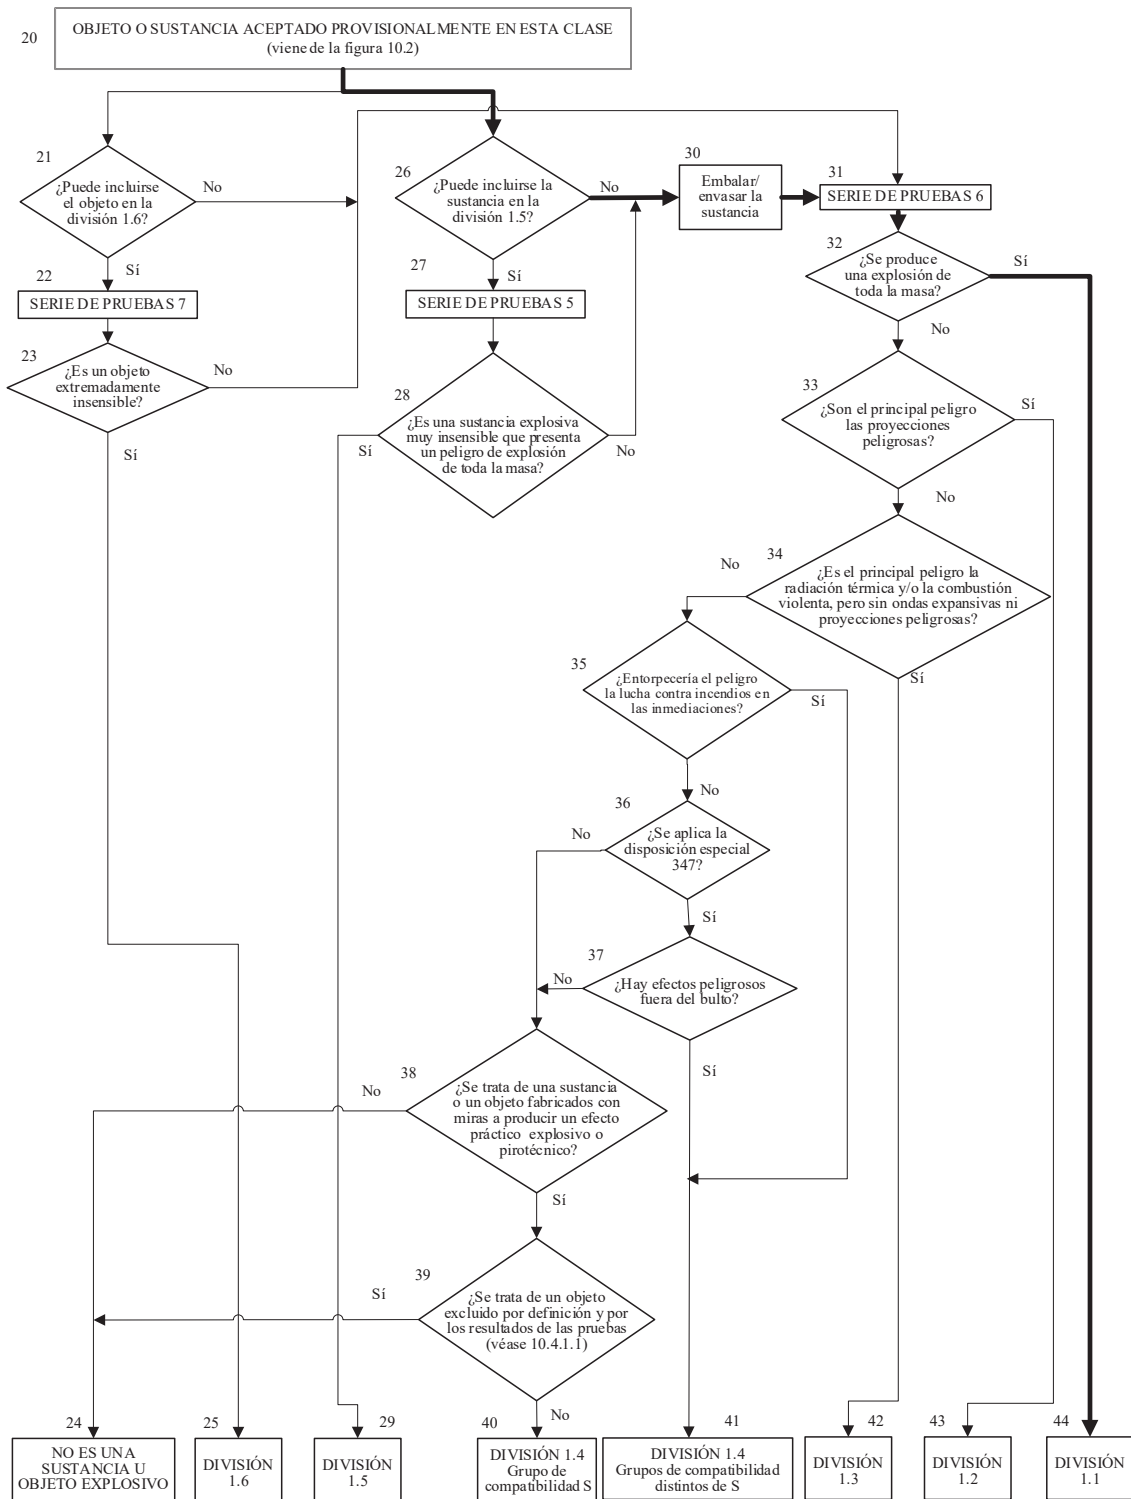 20
OBJETO O SUSTANCIA ACEPTADO PROVISIONALMENTE EN ESTA CLASE
(viene de la figura 10.2)
21
¿Puede incluirse
el objeto en la
división 1.6?
No
Sí
22
SERIE DE PRUEBAS 7
23
¿Es un objeto
extremadamente
insensible?
No
Sí
26
¿Puede incluirse la
sustancia en la
división 1.5?
No
Sí
27
SERIE DE PRUEBAS 5
28
¿Es una sustancia explosiva
muy insensible que presenta
un peligro de explosión
de toda la masa?
Sí
No
30
Embalar/
envasar la
sustancia
31
SERIE DE PRUEBAS 6
32
¿Se produce
una explosión de
toda la masa?
Sí
No
33
¿Son el principal peligro
las proyecciones
peligrosas?
Sí
No
34
¿Es el principal peligro la
radiación térmica y/o la combustión
violenta, pero sin ondas expansivas ni
proyecciones peligrosas?
No
Sí
35
¿Entorpecería el peligro
la lucha contra incendios en
las inmediaciones?
Sí
No
36
¿Se aplica la
disposición especial
347?
No
Sí
37
¿Hay efectos peligrosos
fuera del bulto?
No
Sí
38
¿Se trata de una sustancia
o un objeto fabricados con
miras a producir un efecto
práctico explosivo o
pirotécnico?
No
Sí
39
¿Se trata de un objeto
excluido por definición y por
los resultados de las pruebas
(véase 10.4.1.1)
Sí
No
24
NO ES UNA
SUSTANCIA U
OBJETO EXPLOSIVO
25
DIVISIÓN
1.6
29
DIVISIÓN
1.5
40
DIVISIÓN 1.4
Grupo de
compatibilidad S
41
DIVISIÓN 1.4
Grupos de compatibilidad
distintos de S
42
DIVISIÓN
1.3
43
DIVISIÓN
1.2
44
DIVISIÓN
1.1